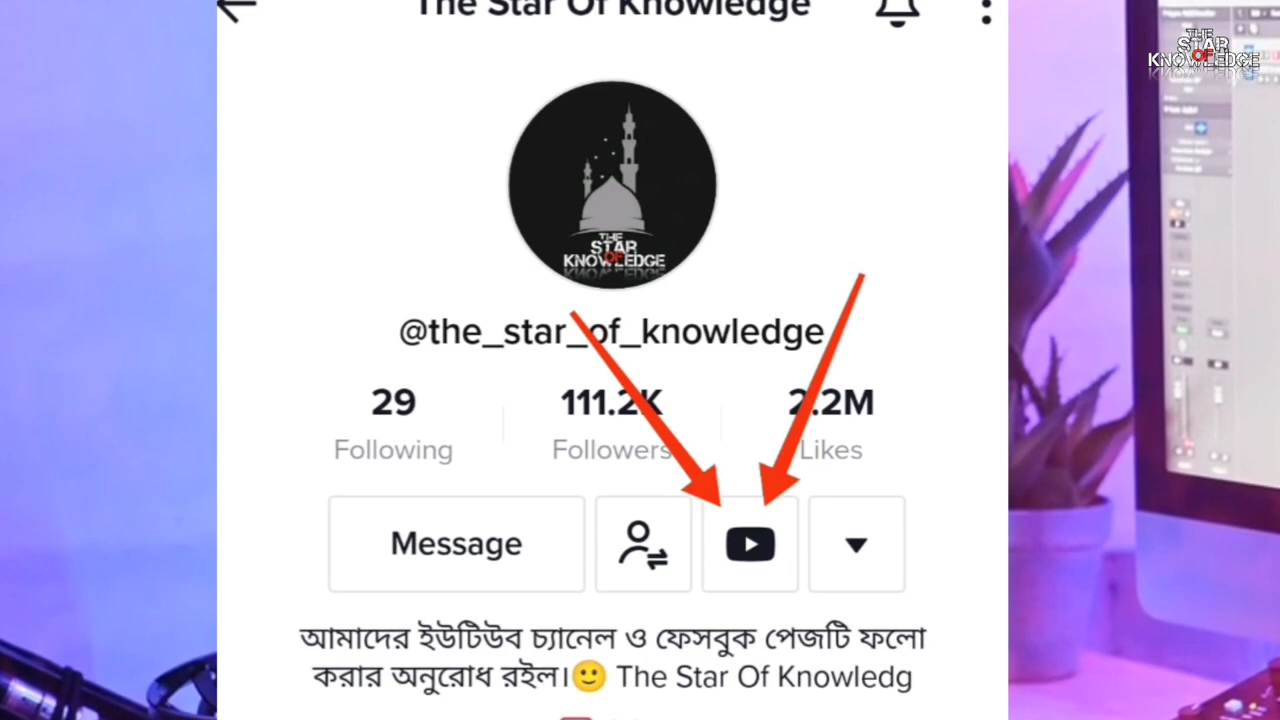 The Star Of Knowledge
THE
STAR
OF
KNOWLEDGE
THE
STAR
OF
KNOWLEDGE
@the_star_of_knowledge
29
111.2K
2.2M
Following
Followers
Likes
Message
আমাদের ইউটিউব চ্যানেল ও ফেসবুক পেজটি ফলো
করার অনুরোধ রইল।🙂 The Star Of Knowledg